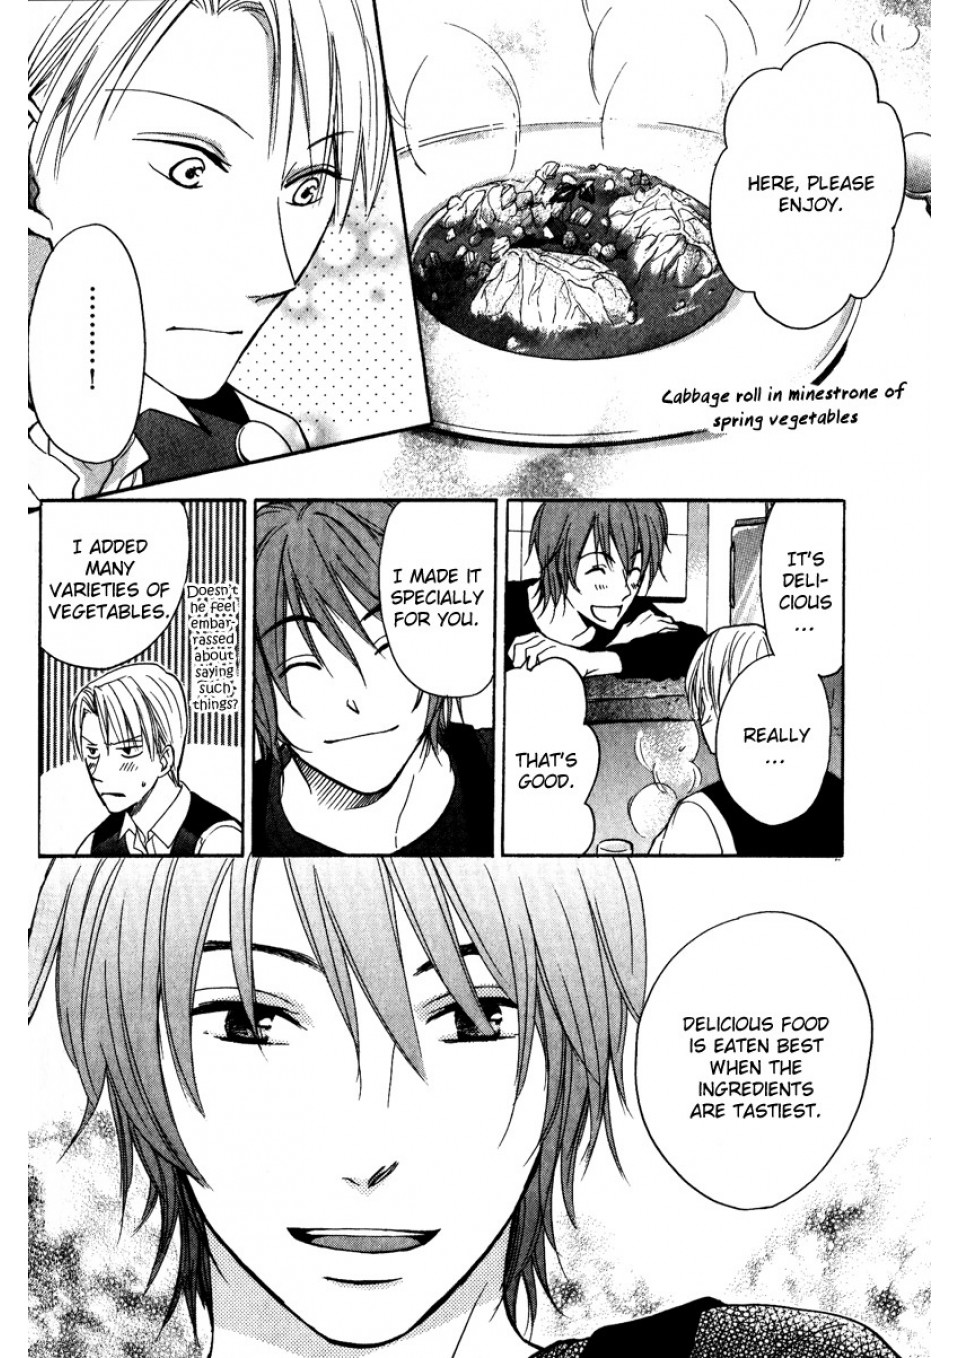 HERE, PLEASE
ENJOY.
Cabbage roll in minestrone of
spring vegetables
.........!
IT'S
DELI-
CIOUS
...
REALLY
...
THAT'S
GOOD.
I MADE IT
SPECIALLY
FOR YOU.
I ADDED
MANY
VARIETIES OF
VEGETABLES.
Doesn't
he feel
embar-
rassed
about
saying
such
things?
DELICIOUS FOOD
IS EATEN BEST
WHEN THE
INGREDIENTS
ARE TASTIEST.